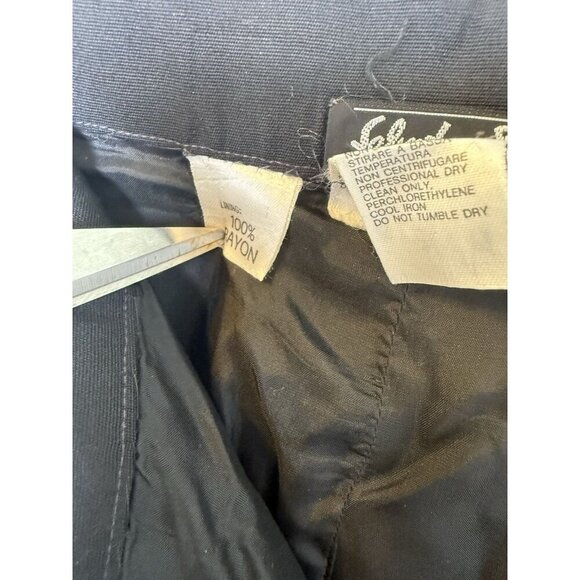 LINING:
100%
RAYON
STIRARE A BASSA
TEMPERATURA
NON CENTRIFUGARE
PROFESSIONAL DRY
CLEAN ONLY.
PERCHLORETHYLENE
COOL IRON
DO NOT TUMBLE DRY